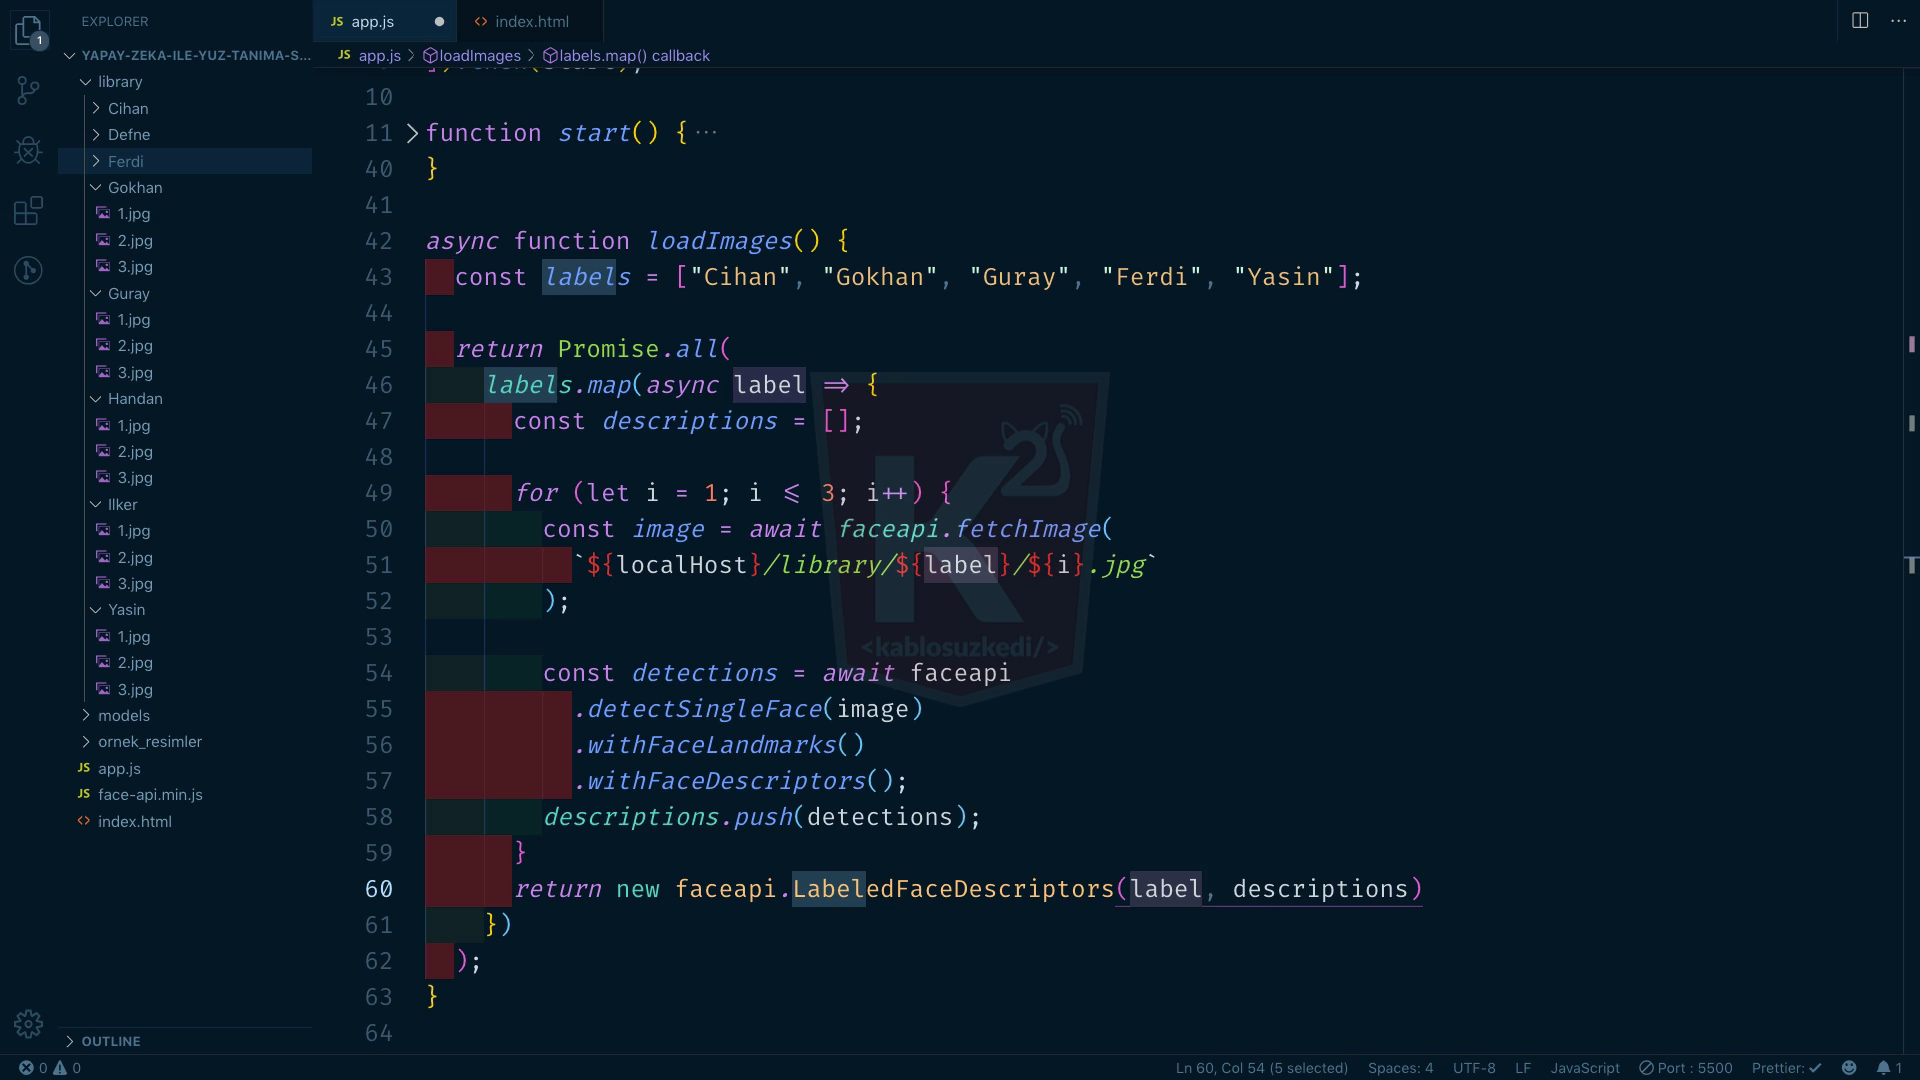 EXPLORER
1
YAPAY-ZEKA-ILE-YUZ-TANIMA-S...
library
Cihan
Defne
Ferdi
Gokhan
1.jpg
2.jpg
3.jpg
Guray
1.jpg
2.jpg
3.jpg
Handan
1.jpg
2.jpg
3.jpg
Ilker
1.jpg
2.jpg
3.jpg
Yasin
1.jpg
2.jpg
3.jpg
models
ornek_resimler
JS app.js
JS face-api.min.js
<> index.html
OUTLINE
JS app.js
<> index.html
JS app.js > loadImages > labels.map() callback
10
11 function start() {···
40 }
41
42 async function loadImages() {
43 const labels = ["Cihan", "Gokhan", "Guray", "Ferdi", "Yasin"];
44
45 return Promise.all(
46 labels.map(async label => {
47 const descriptions = [];
48
49 for (let i = 1; i <= 3; i++) {
50 const image = await faceapi.fetchImage(
51 `${localHost}/library/${label}/${i}.jpg`
52 );
53
54 const detections = await faceapi
55 .detectSingleFace(image)
56 .withFaceLandmarks()
57 .withFaceDescriptors();
58 descriptions.push(detections);
59 }
60 return new faceapi.LabeledFaceDescriptors(label, descriptions)
61 })
62 );
63 }
64
K
<kablosuzkedi/>
0 0
Ln 60, Col 54 (5 selected)
Spaces: 4
UTF-8
LF
JavaScript
Port : 5500
Prettier: ✓
1